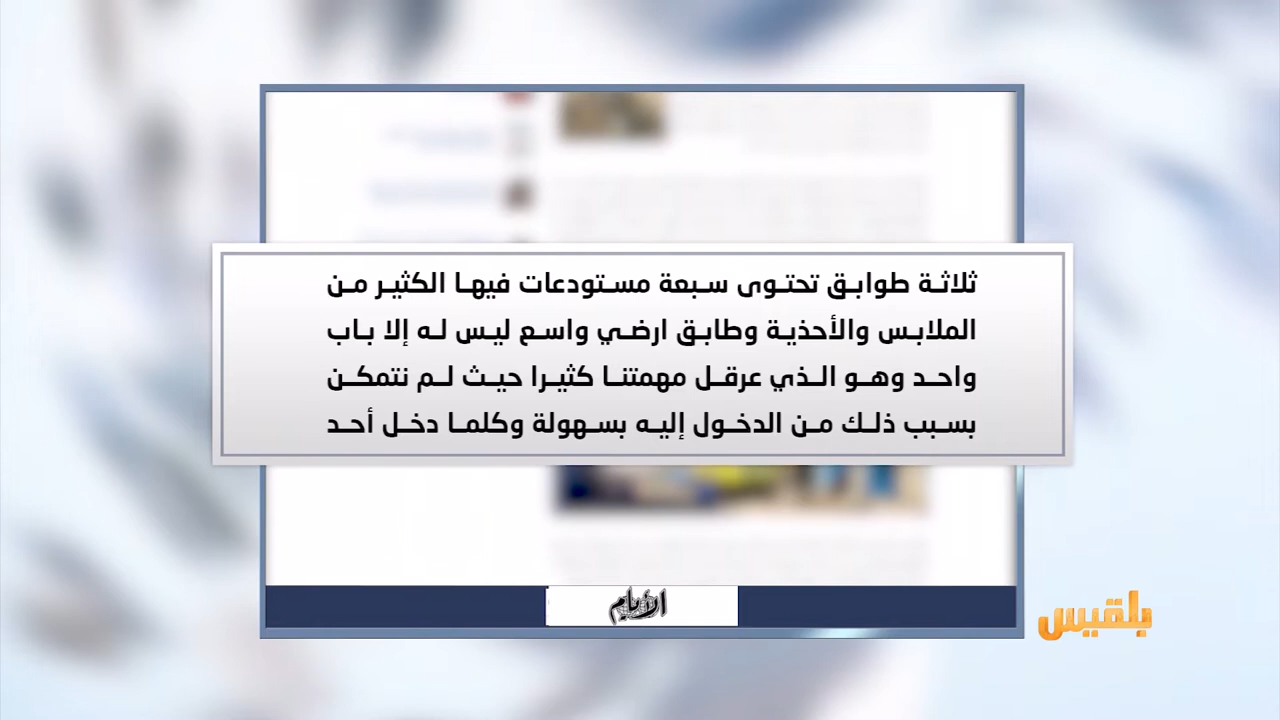 ثلاثة طوابق تحتوى سبعة مستودعات فيها الكثير من
الملابس والأحذية وطابق ارضي واسع ليس له إلا باب
واحد وهو الذي عرقل مهمتنا كثيرا حيث لم نتمكن
بسبب ذلك من الدخول إليه بسهولة وكلما دخل أحد
الأيام
بلقيس